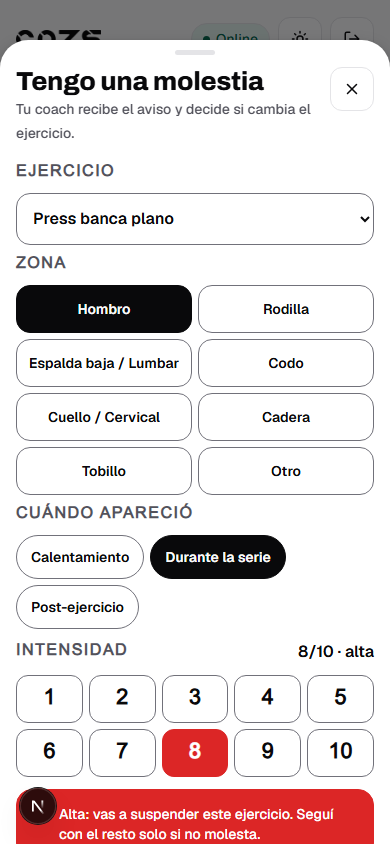 Online
Tengo una molestia
Tu coach recibe el aviso y decide si cambia el
ejercicio.
EJERCICIO
Press banca plano
ZONA
Hombro
Rodilla
Espalda baja / Lumbar
Codo
Cuello / Cervical
Cadera
Tobillo
Otro
CUÁNDO APARECIÓ
Calentamiento
Durante la serie
Post-ejercicio
INTENSIDAD
8/10 · alta
1 2 3 4 5
6 7 8 9 10
N
Alta: vas a suspender este ejercicio. Seguí
con el resto solo si no molesta.